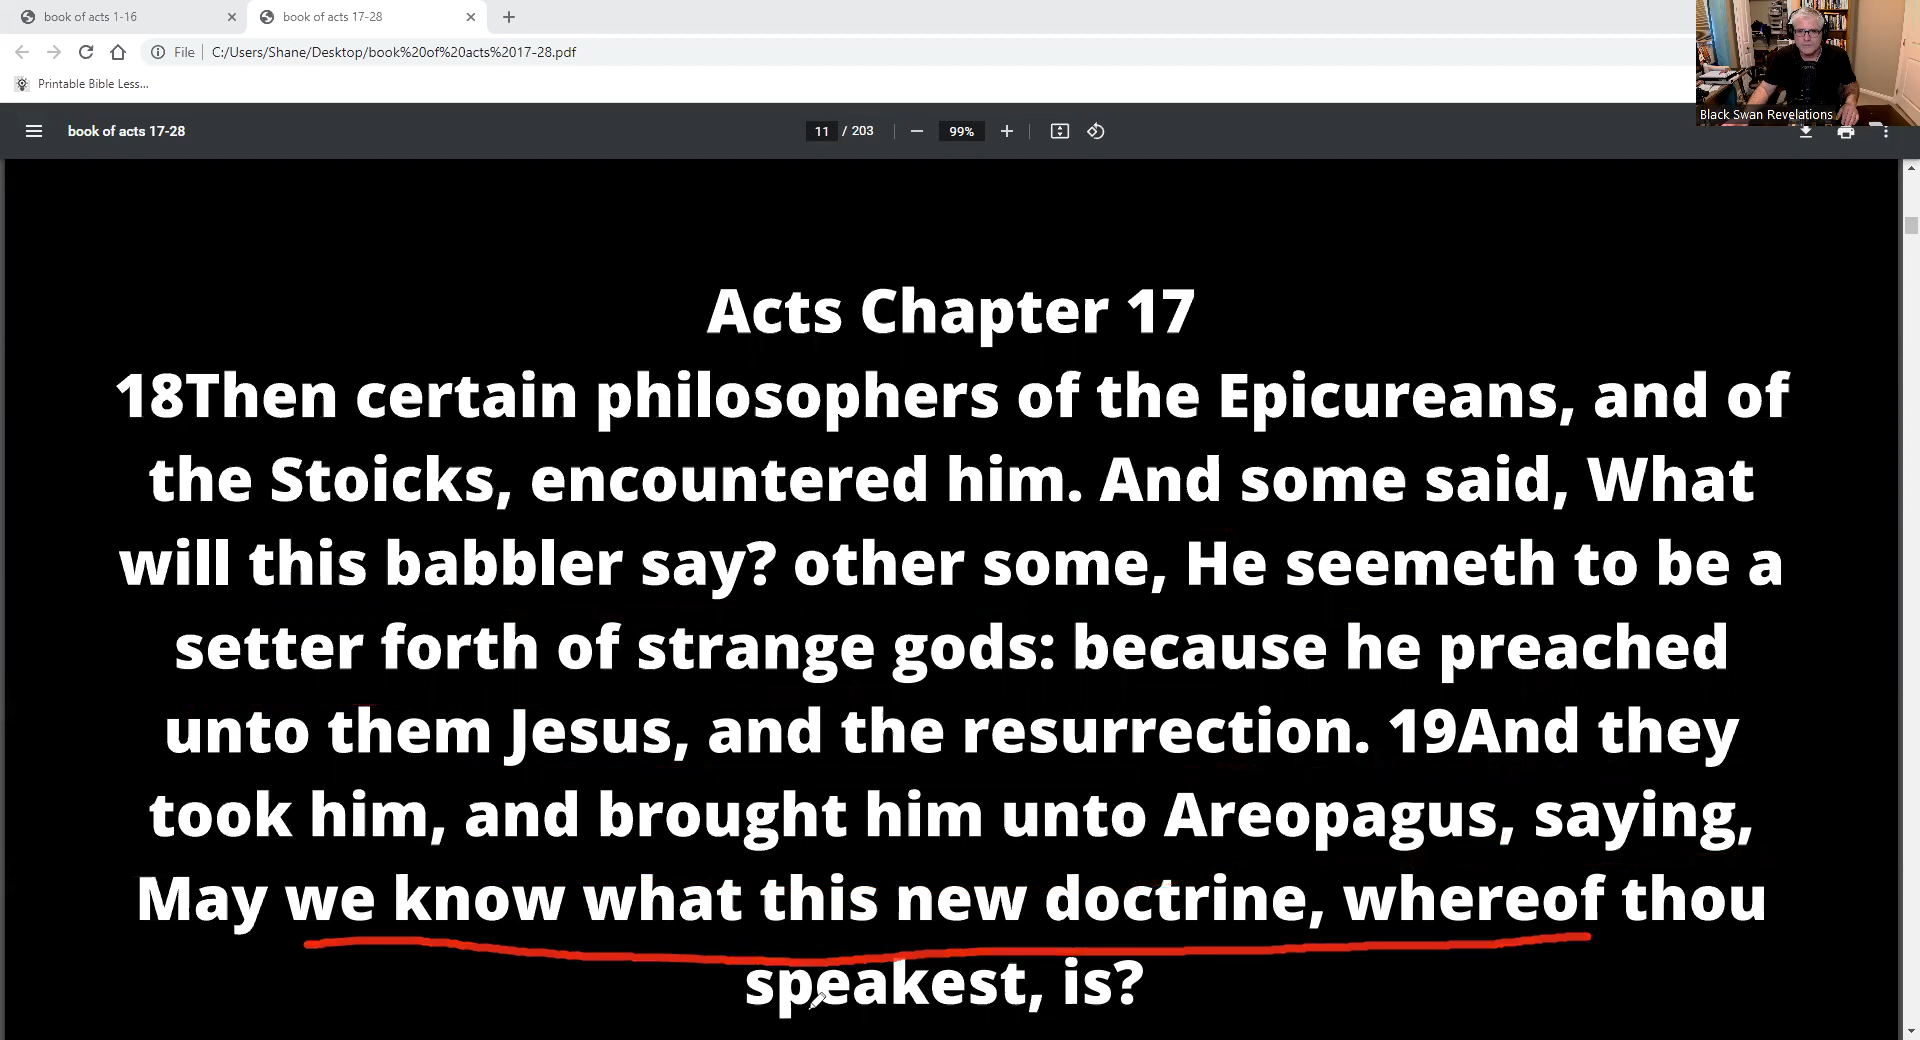 book of acts 1-16
book of acts 17-28
File C:/Users/Shane/Desktop/book%20of%20acts%2017-28.pdf
Printable Bible Less...
Black Swan Revelations
book of acts 17-28
11 / 203
99%
Acts Chapter 17
18Then certain philosophers of the Epicureans, and of
the Stoicks, encountered him. And some said, What
will this babbler say? other some, He seemeth to be a
setter forth of strange gods: because he preached
unto them Jesus, and the resurrection. 19And they
took him, and brought him unto Areopagus, saying,
May we know what this new doctrine, whereof thou
speakest, is?